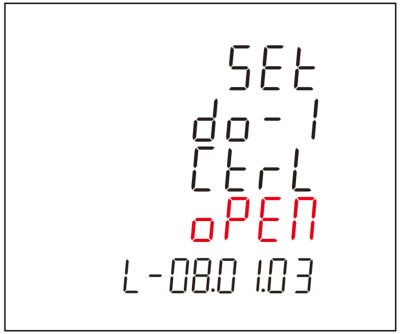 SEt
do-1
CtrL
oPEN
L-08.01.03